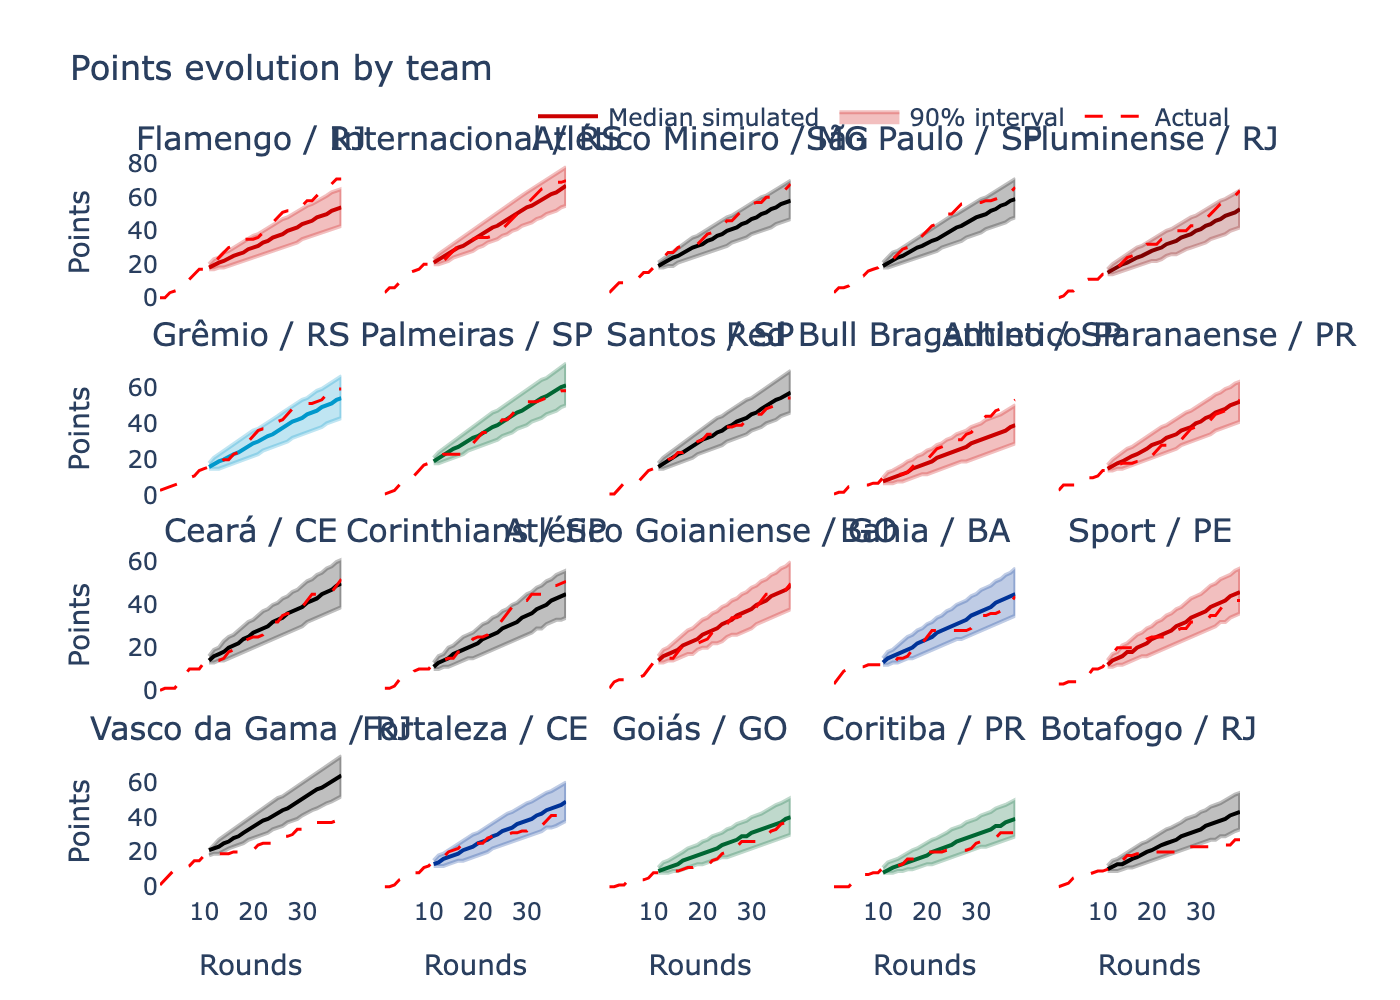 Points evolution by team
Median simulated 90% interval Actual
Flamengo / RJ Internacional / RS Atlético Mineiro / MG São Paulo / SP Fluminense / RJ
80
60
40
20
0
Points
Grêmio / RS Palmeiras / SP Santos / SP Red Bull Bragantino / SP Athletico Paranaense / PR
60
40
20
0
Points
Ceará / CE Corinthians / SP Atlético Goianiense / GO Bahia / BA Sport / PE
60
40
20
0
Points
Vasco da Gama / RJ Fortaleza / CE Goiás / GO Coritiba / PR Botafogo / RJ
60
40
20
0
Points
10 20 30 10 20 30 10 20 30 10 20 30 10 20 30
Rounds Rounds Rounds Rounds Rounds